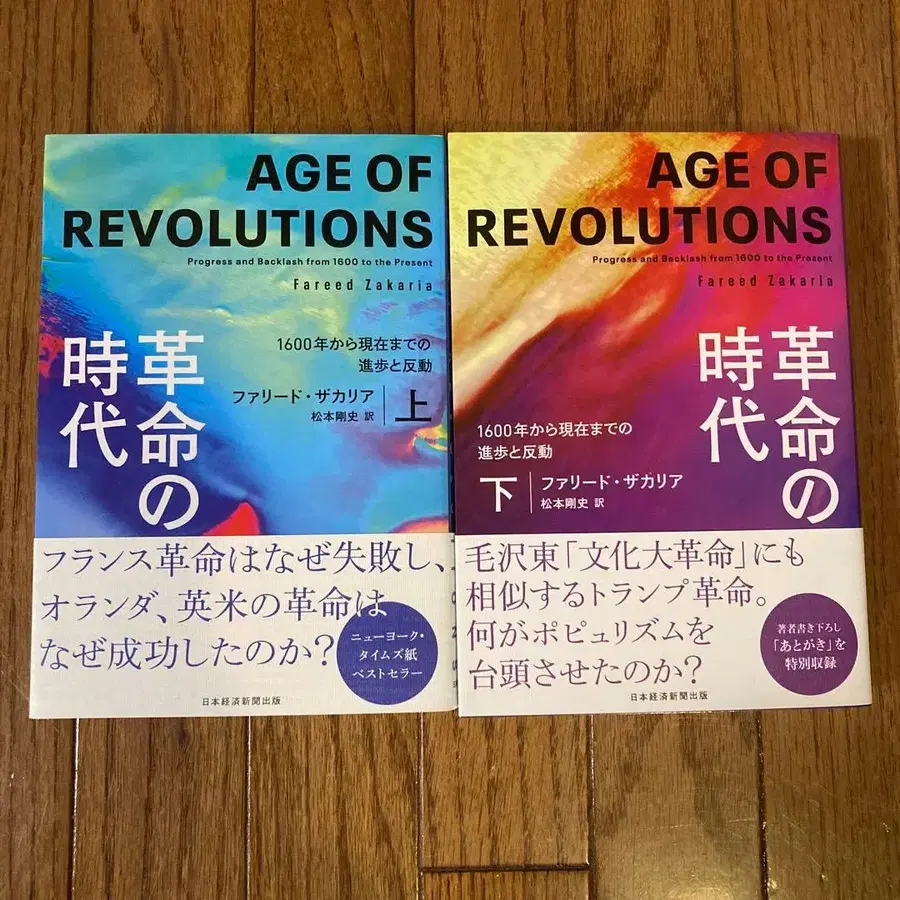 AGE OF
REVOLUTIONS
Progress and Backlash from 1600 to the Present
Fareed Zakaria
革命の
時代
1600年から現在までの
進歩と反動
ファリード・ザカリア
松本剛史 訳
上
フランス革命はなぜ失敗し、
オランダ、英米の革命は
なぜ成功したのか?
ニューヨーク・
タイムズ紙
ベストセラー
日本経済新聞出版
AGE OF
REVOLUTIONS
Progress and Backlash from 1600 to the Present
Fareed Zakaria
革命の
時代
1600年から現在までの
進歩と反動
下
ファリード・ザカリア
松本剛史 訳
毛沢東「文化大革命」にも
相似するトランプ革命。
何がポピュリズムを
台頭させたのか?
著者書き下ろし
「あとがき」を
特別収録
日本経済新聞出版